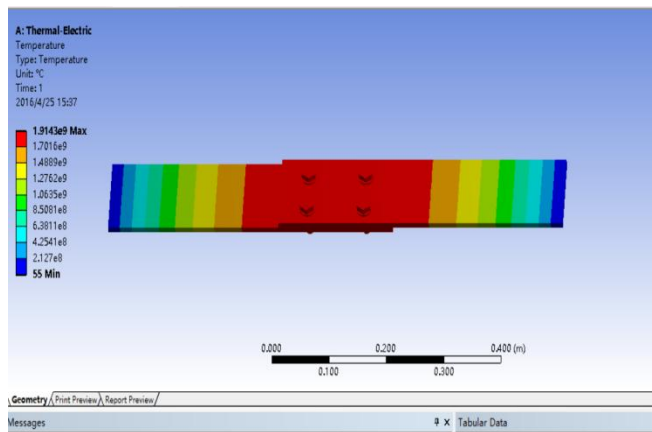 A: Thermal-Electric
Temperature
Type: Temperature
Unit: °C
Time: 1
2016/4/25 15:37
1.9143e9 Max
1.7016e9
1.4889e9
1.2762e9
1.0635e9
8.5081e8
6.3811e8
4.2541e8
2.127e8
55 Min
0.000 0.200 0.400 (m)
0.100 0.300
Geometry Print Preview Report Preview
Messages Tabular Data